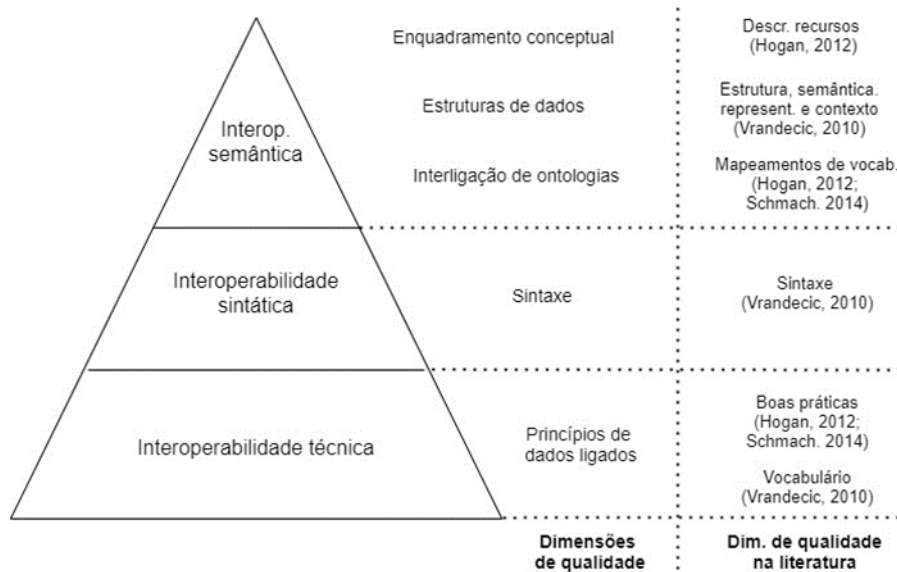 Enquadramento conceptual
Descr. recursos
(Hogan, 2012)
Interop.
semântica
Estruturas de dados
Estrutura, semântica.
represent. e contexto
(Vrandecic, 2010)
Interligação de ontologias
Mapeamentos de vocab.
(Hogan, 2012;
Schmach. 2014)
Interoperabilidade
sintática
Sintaxe
Sintaxe
(Vrandecic, 2010)
Interoperabilidade técnica
Princípios de
dados ligados
Boas práticas
(Hogan, 2012;
Schmach. 2014)
Vocabulário
(Vrandecic, 2010)
Dimensões
de qualidade
Dim. de qualidade
na literatura